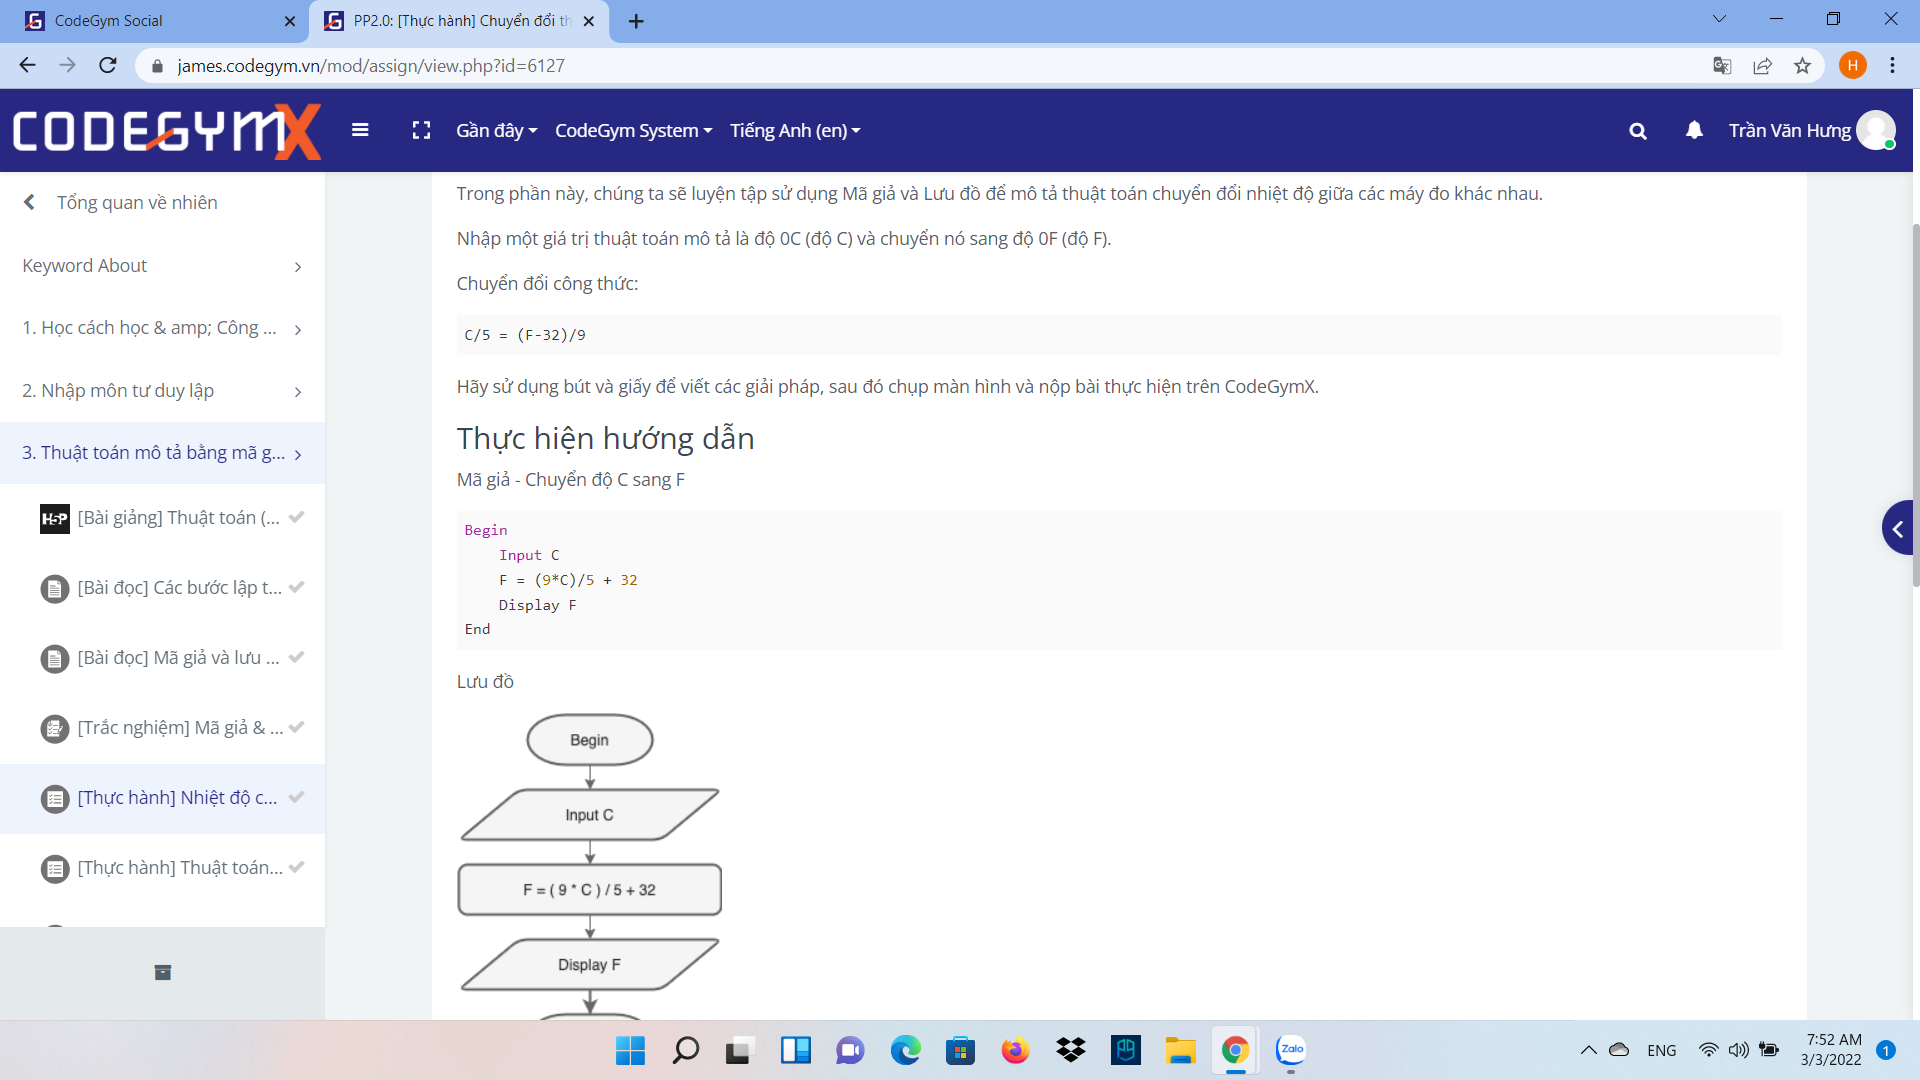 CodeGym Social
PP2.0: [Thực hành] Chuyển đổi th
james.codegym.vn/mod/assign/view.php?id=6127
H
CODEGYMX
Gần đây
CodeGym System
Tiếng Anh (en)
Trần Văn Hưng
Tổng quan về nhiên
Keyword About
1. Học cách học & amp; Công ...
2. Nhập môn tư duy lập
3. Thuật toán mô tả bằng mã g...
H5P [Bài giảng] Thuật toán (...
[Bài đọc] Các bước lập t...
[Bài đọc] Mã giả và lưu ...
[Trắc nghiệm] Mã giả & ...
[Thực hành] Nhiệt độ c...
[Thực hành] Thuật toán...
Trong phần này, chúng ta sẽ luyện tập sử dụng Mã giả và Lưu đồ để mô tả thuật toán chuyển đổi nhiệt độ giữa các máy đo khác nhau.
Nhập một giá trị thuật toán mô tả là độ 0C (độ C) và chuyển nó sang độ 0F (độ F).
Chuyển đổi công thức:
C/5 = (F-32)/9
Hãy sử dụng bút và giấy để viết các giải pháp, sau đó chụp màn hình và nộp bài thực hiện trên CodeGymX.
Thực hiện hướng dẫn
Mã giả - Chuyển độ C sang F
Begin
Input C
F = (9*C)/5 + 32
Display F
End
Lưu đồ
Begin
Input C
F = ( 9 * C ) / 5 + 32
Display F
Zalo
ENG
7:52 AM
3/3/2022
1